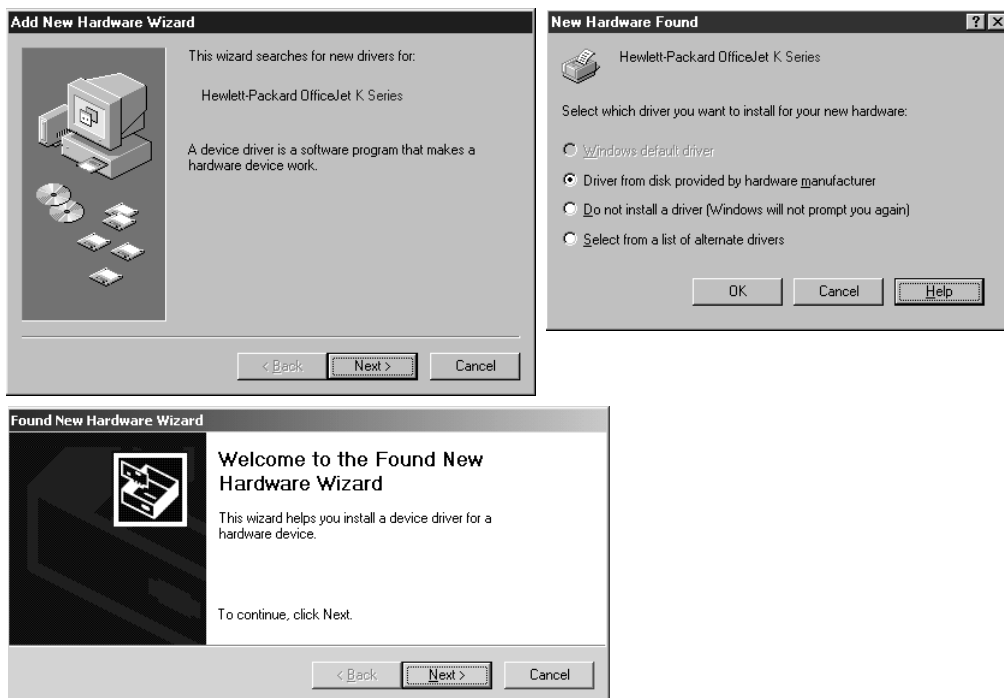 Add New Hardware Wizard
This wizard searches for new drivers for:
Hewlett-Packard OfficeJet K Series
A device driver is a software program that makes a
hardware device work.
< Back
Next >
Cancel
New Hardware Found
Hewlett-Packard OfficeJet K Series
Select which driver you want to install for your new hardware:
Windows default driver
Driver from disk provided by hardware manufacturer
Do not install a driver (Windows will not prompt you again)
Select from a list of alternate drivers
OK
Cancel
Help
Found New Hardware Wizard
Welcome to the Found New
Hardware Wizard
This wizard helps you install a device driver for a
hardware device.
To continue, click Next.
< Back
Next >
Cancel